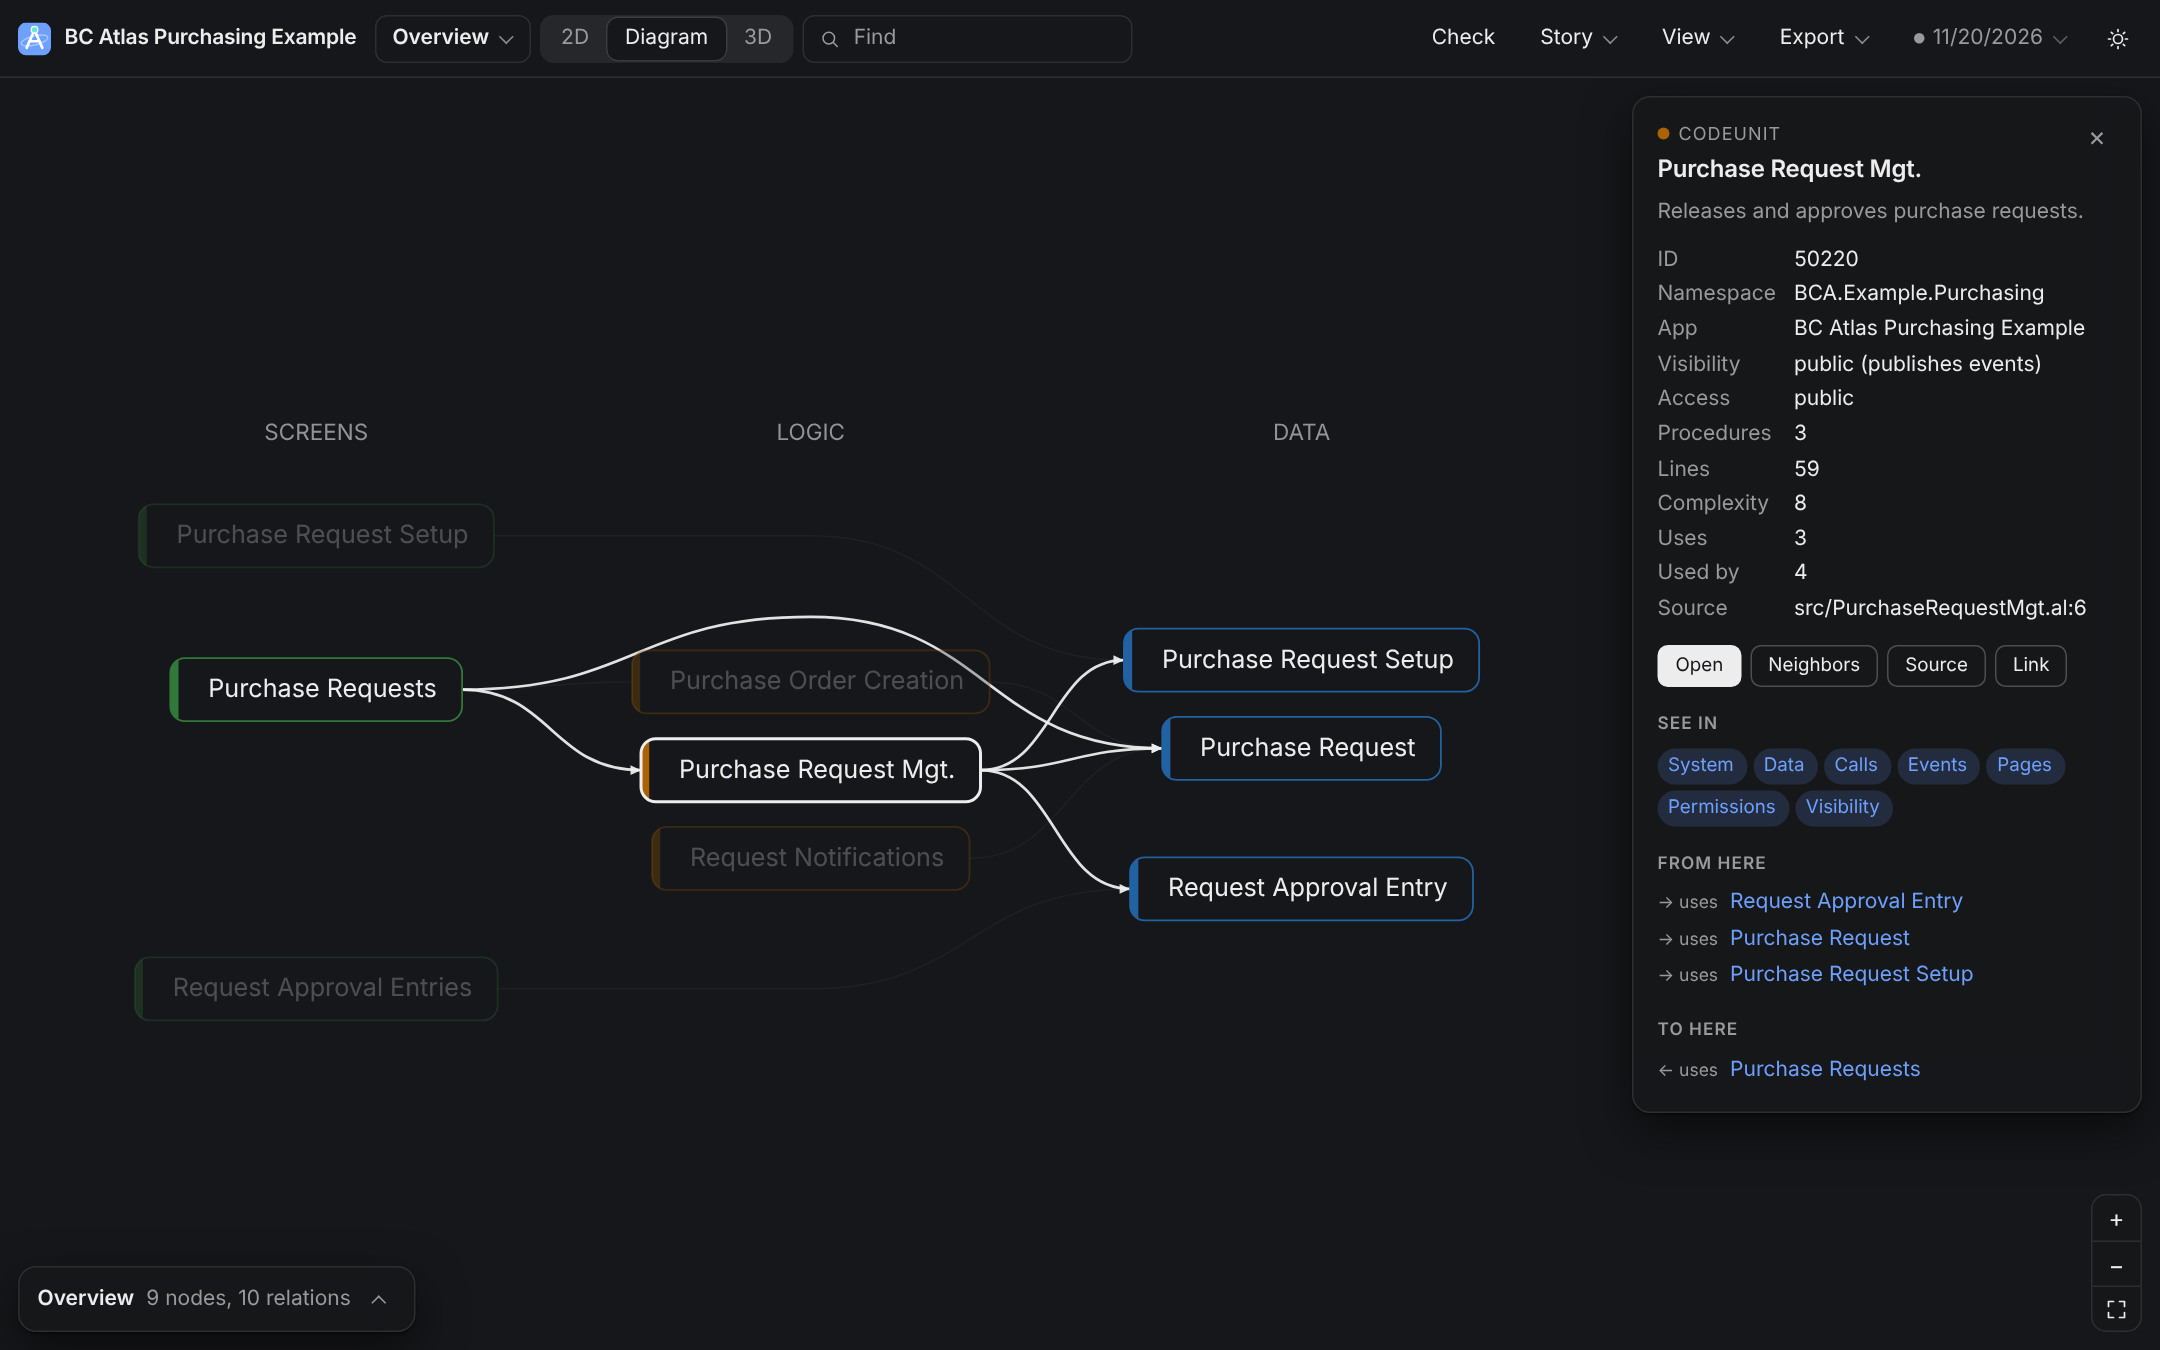 BC Atlas Purchasing Example
Overview
2D
Diagram
3D
Find
Check
Story
View
Export
11/20/2026
SCREENS
LOGIC
DATA
Purchase Request Setup
Purchase Requests
Purchase Order Creation
Purchase Request Mgt.
Request Notifications
Request Approval Entries
Purchase Request Setup
Purchase Request
Request Approval Entry
CODEUNIT
Purchase Request Mgt.
Releases and approves purchase requests.
ID 50220
Namespace BCA.Example.Purchasing
App BC Atlas Purchasing Example
Visibility public (publishes events)
Access public
Procedures 3
Lines 59
Complexity 8
Uses 3
Used by 4
Source src/PurchaseRequestMgt.al:6
Open Neighbors Source Link
SEE IN
System Data Calls Events Pages
Permissions Visibility
FROM HERE
→ uses Request Approval Entry
→ uses Purchase Request
→ uses Purchase Request Setup
TO HERE
← uses Purchase Requests
Overview 9 nodes, 10 relations